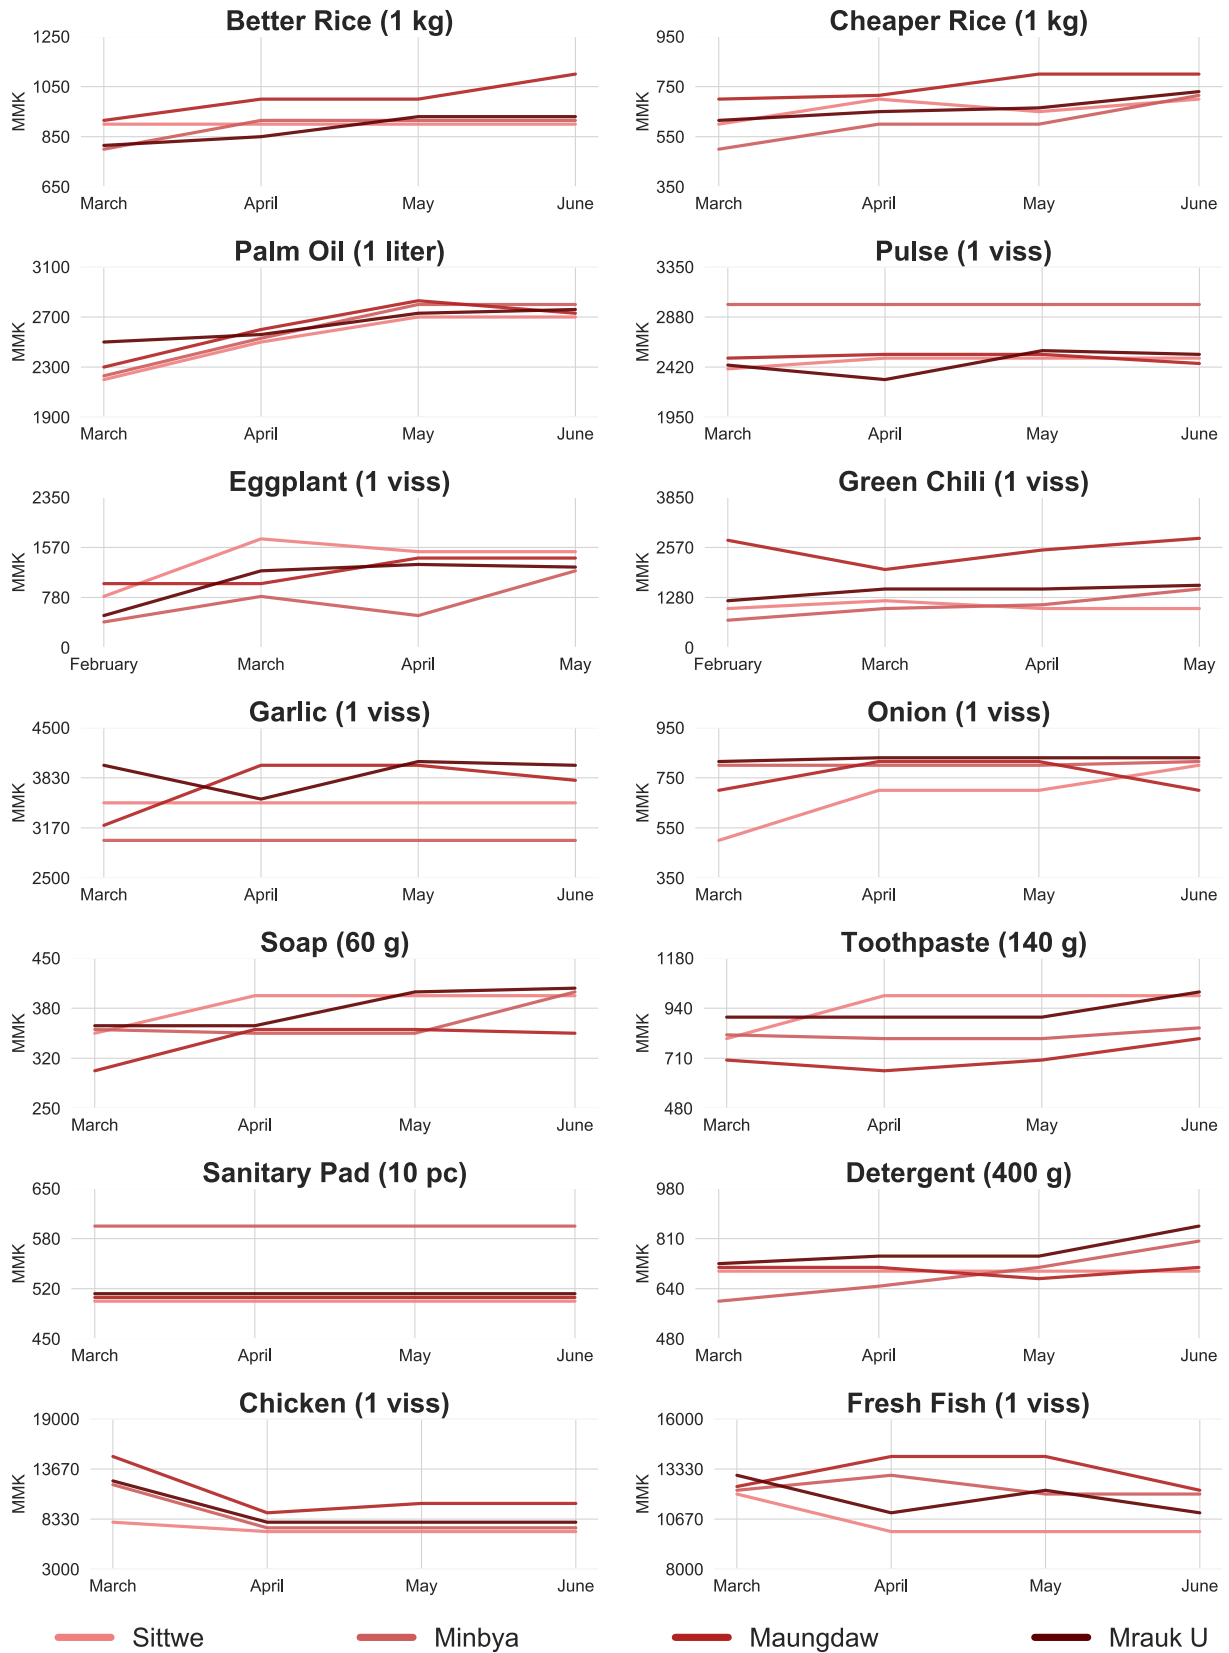 Better Rice (1 kg)
1250
1050
850
650
MMK
March April May June
Cheaper Rice (1 kg)
950
750
550
350
MMK
March April May June
Palm Oil (1 liter)
3100
2700
2300
1900
MMK
March April May June
Pulse (1 viss)
3350
2880
2420
1950
MMK
March April May June
Eggplant (1 viss)
2350
1570
780
0
MMK
February March April May
Green Chili (1 viss)
3850
2570
1280
0
MMK
February March April May
Garlic (1 viss)
4500
3830
3170
2500
MMK
March April May June
Onion (1 viss)
950
750
550
350
MMK
March April May June
Soap (60 g)
450
380
320
250
MMK
March April May June
Toothpaste (140 g)
1180
940
710
480
MMK
March April May June
Sanitary Pad (10 pc)
650
580
520
450
MMK
March April May June
Detergent (400 g)
980
810
640
480
MMK
March April May June
Chicken (1 viss)
19000
13670
8330
3000
MMK
March April May June
Fresh Fish (1 viss)
16000
13330
10670
8000
MMK
March April May June
Sittwe Minbya Maungdaw Mrauk U